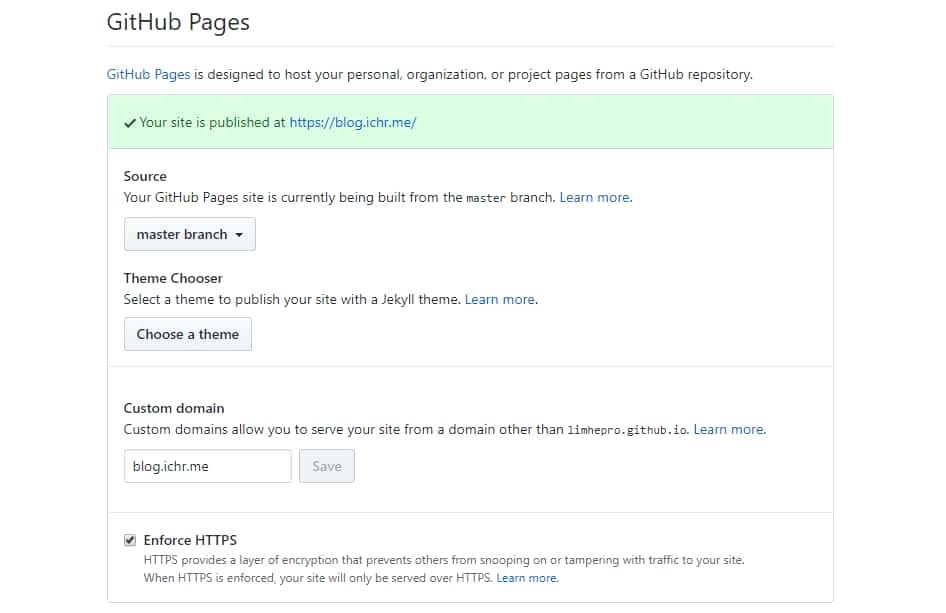 GitHub Pages
GitHub Pages is designed to host your personal, organization, or project pages from a GitHub repository.
Your site is published at https://blog.ichr.me/
Source
Your GitHub Pages site is currently being built from the master branch. Learn more.
master branch
Theme Chooser
Select a theme to publish your site with a Jekyll theme. Learn more.
Choose a theme
Custom domain
Custom domains allow you to serve your site from a domain other than limhepro.github.io. Learn more.
blog.ichr.me Save
Enforce HTTPS
HTTPS provides a layer of encryption that prevents others from snooping on or tampering with traffic to your site.
When HTTPS is enforced, your site will only be served over HTTPS. Learn more.